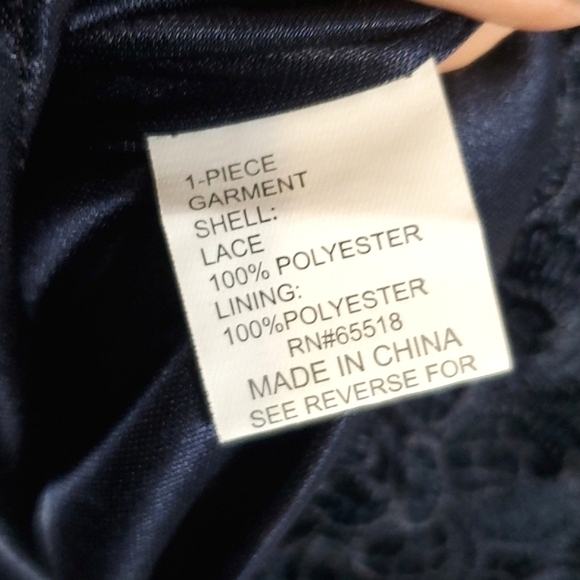 1-PIECE
GARMENT
SHELL:
LACE
100% POLYESTER
LINING:
100%POLYESTER
RN#65518
MADE IN CHINA
SEE REVERSE FOR